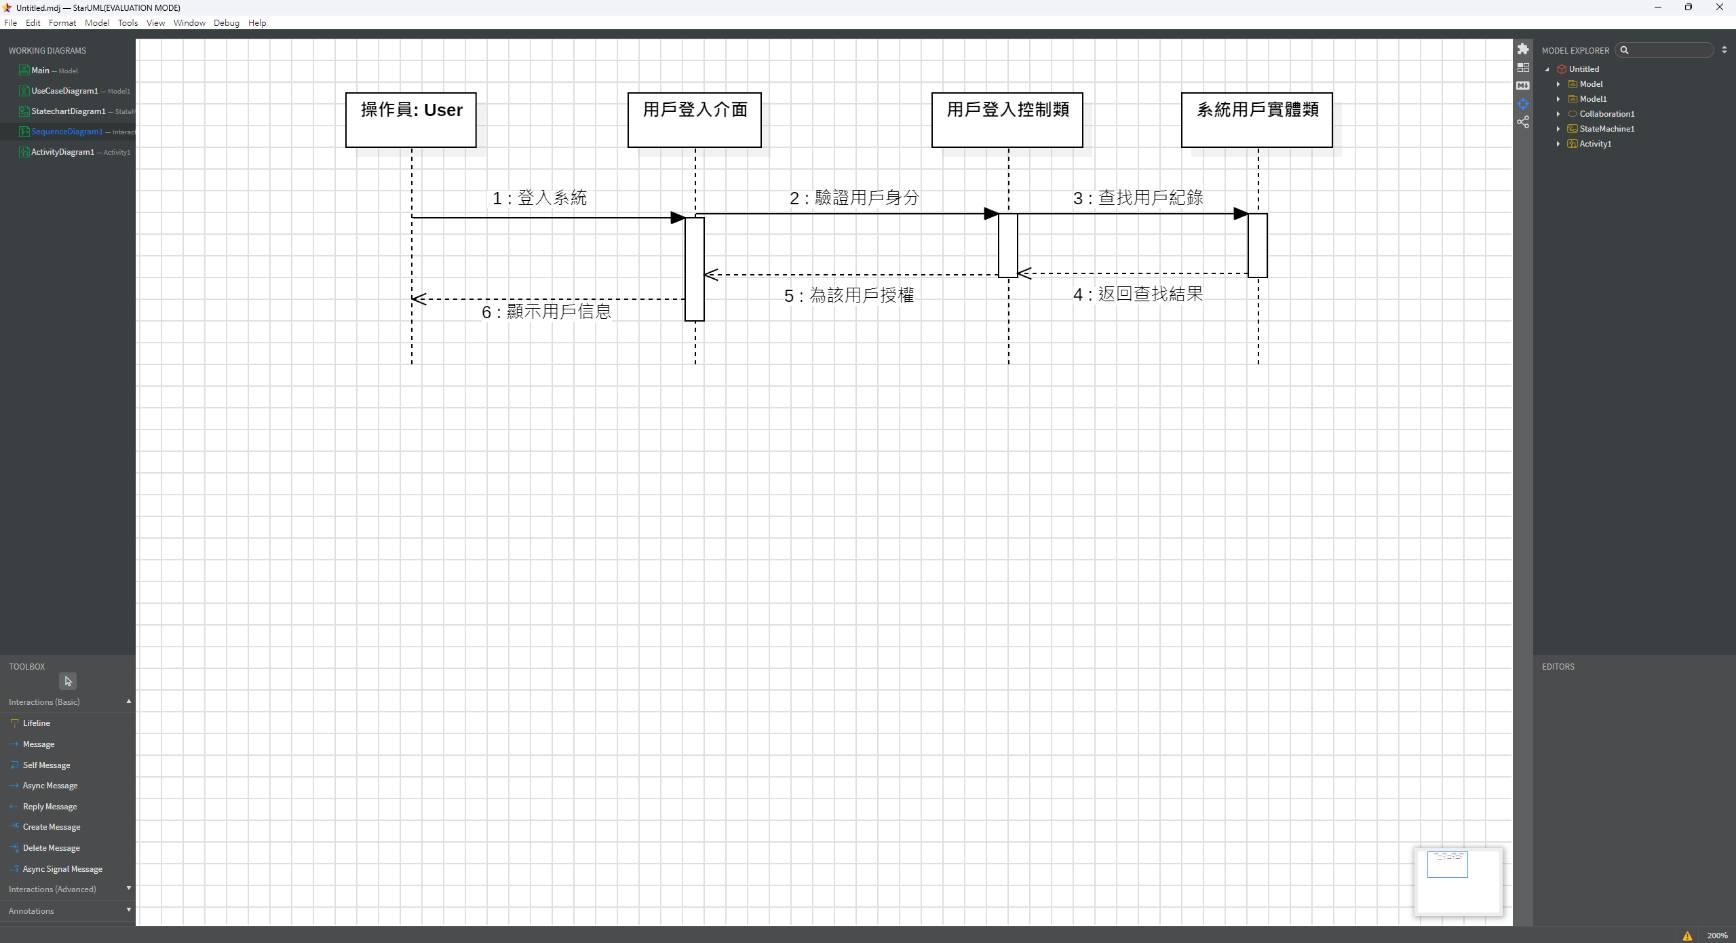 Untitled.mdj — StarUML(EVALUATION MODE)
File Edit Format Model Tools View Window Debug Help
WORKING DIAGRAMS
Main — Model
UseCaseDiagram1 — Model1
StatechartDiagram1 — StateM
SequenceDiagram1 — Interact
ActivityDiagram1 — Activity1
TOOLBOX
Interactions (Basic)
Lifeline
Message
Self Message
Async Message
Reply Message
Create Message
Delete Message
Async Signal Message
Interactions (Advanced)
Annotations
操作員: User
用戶登入介面
用戶登入控制類
系統用戶實體類
1 : 登入系統
2 : 驗證用戶身分
3 : 查找用戶紀錄
4 : 返回查找結果
5 : 為該用戶授權
6 : 顯示用戶信息
MODEL EXPLORER
Untitled
Model
Model1
Collaboration1
StateMachine1
Activity1
EDITORS
200%